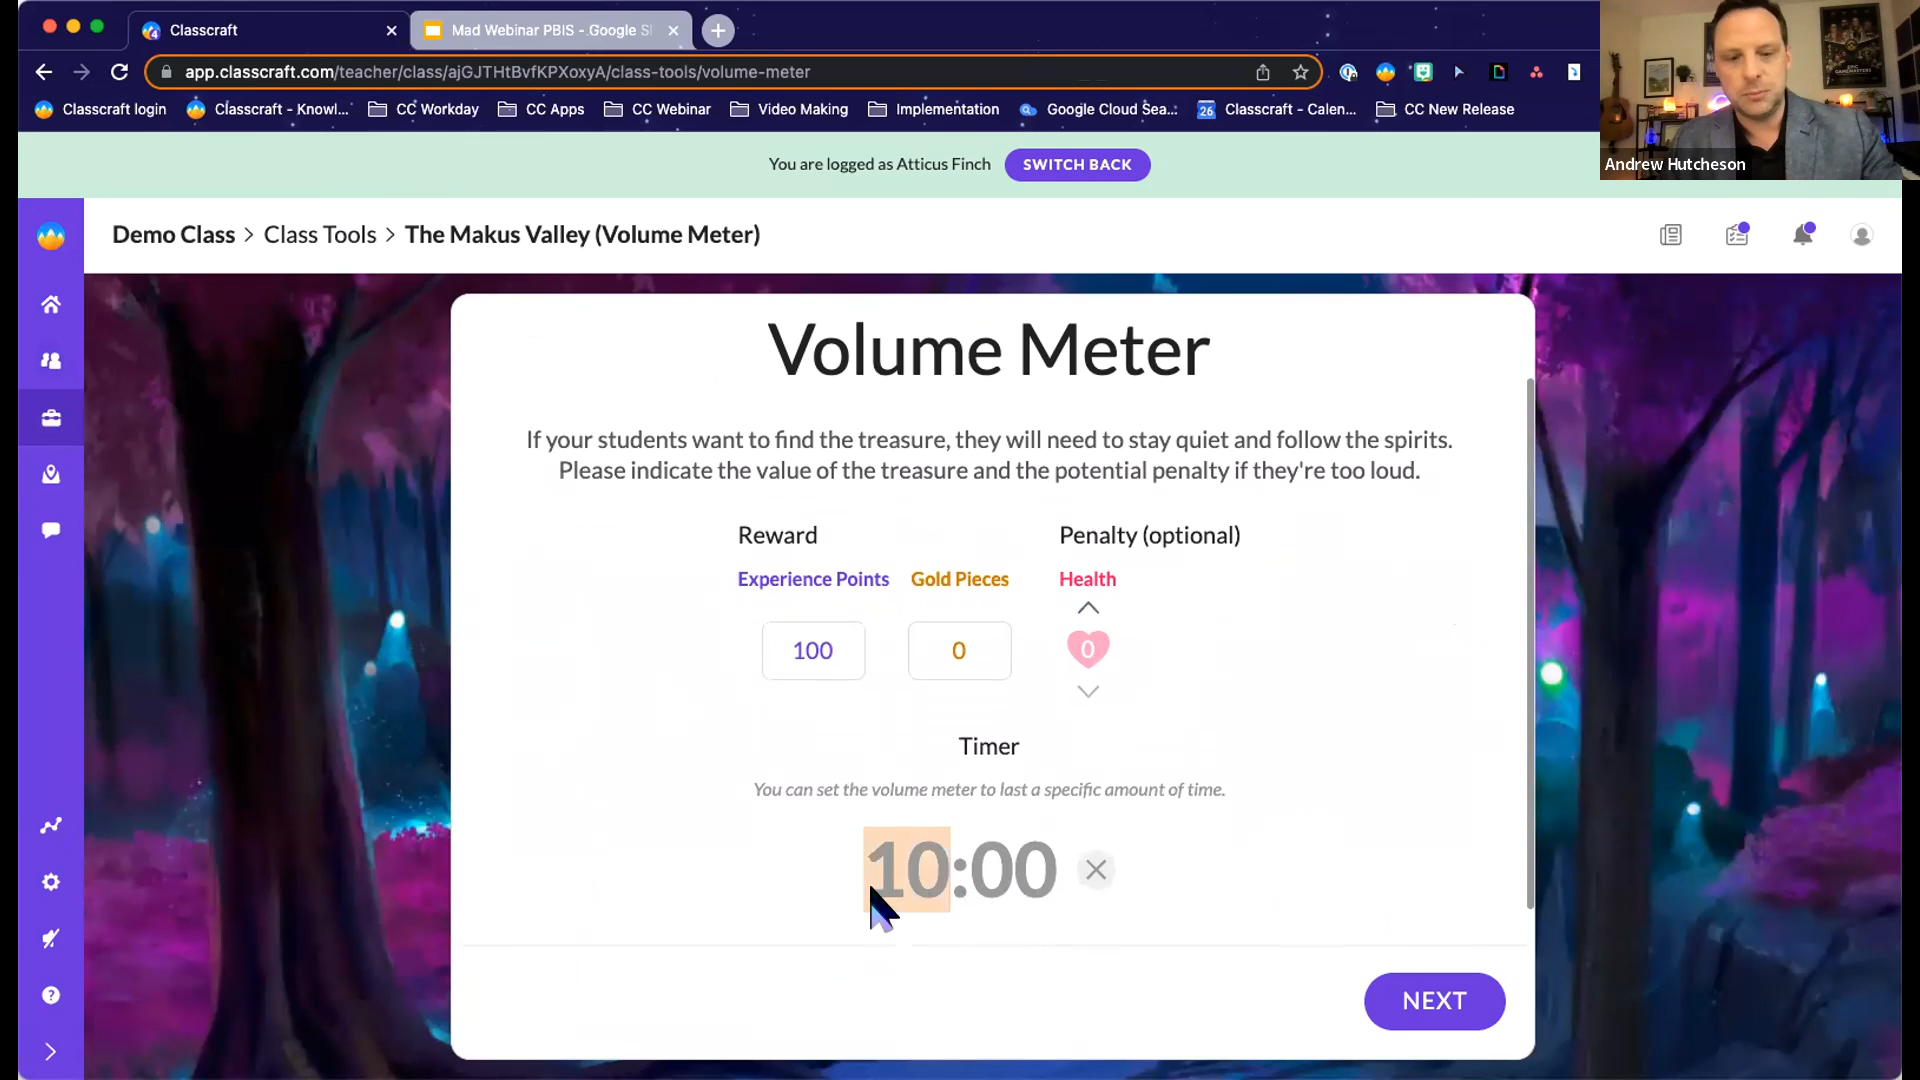 Classcraft
Mad Webinar PBIS - Google Sl
app.classcraft.com/teacher/class/ajGJTHtBvfKPXoxyA/class-tools/volume-meter
Classcraft login
Classcraft - Knowl...
CC Workday
CC Apps
CC Webinar
Video Making
Implementation
Google Cloud Sea...
26
Classcraft - Calen...
CC New Release
Andrew Hutcheson
You are logged as Atticus Finch
SWITCH BACK
Demo Class > Class Tools > The Makus Valley (Volume Meter)
Volume Meter
If your students want to find the treasure, they will need to stay quiet and follow the spirits.
Please indicate the value of the treasure and the potential penalty if they're too loud.
Reward
Penalty (optional)
Experience Points
Gold Pieces
Health
100
0
0
Timer
You can set the volume meter to last a specific amount of time.
10:00
NEXT